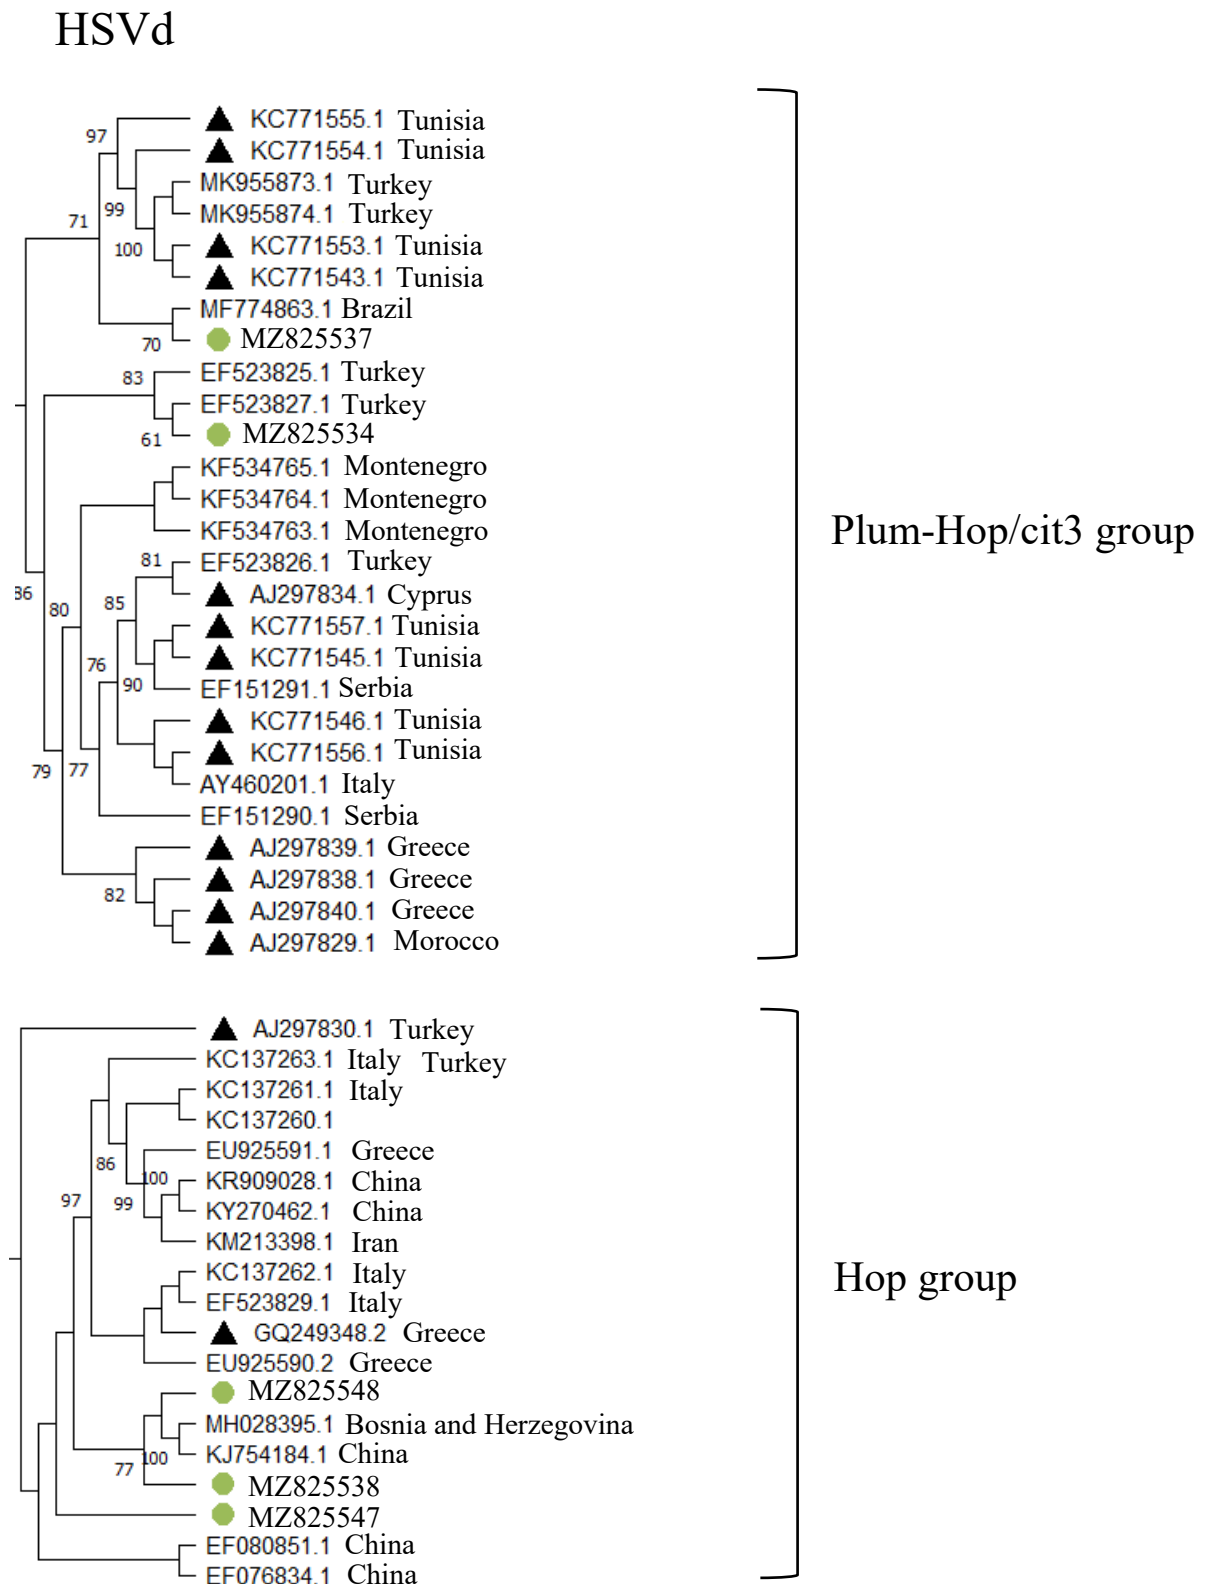 HSVd
97
KC771555.1 Tunisia
KC771554.1 Tunisia
MK955873.1 Turkey
99
MK955874.1 Turkey
71
100
KC771553.1 Tunisia
KC771543.1 Tunisia
MF774863.1 Brazil
70
MZ825537
83
EF523825.1 Turkey
EF523827.1 Turkey
61
MZ825534
KF534765.1 Montenegro
KF534764.1 Montenegro
KF534763.1 Montenegro
Plum-Hop/cit3 group
81
EF523826.1 Turkey
86
80
85
AJ297834.1 Cyprus
KC771557.1 Tunisia
76
KC771545.1 Tunisia
90
EF151291.1 Serbia
KC771546.1 Tunisia
KC771556.1 Tunisia
79
77
AY460201.1 Italy
EF151290.1 Serbia
AJ297839.1 Greece
82
AJ297838.1 Greece
AJ297840.1 Greece
AJ297829.1 Morocco
AJ297830.1 Turkey
KC137263.1 Italy Turkey
KC137261.1 Italy
KC137260.1
EU925591.1 Greece
86
100
KR909028.1 China
97
99
KY270462.1 China
KM213398.1 Iran
KC137262.1 Italy
Hop group
EF523829.1 Italy
GQ249348.2 Greece
EU925590.2 Greece
MZ825548
MH028395.1 Bosnia and Herzegovina
77
100
KJ754184.1 China
MZ825538
MZ825547
EF080851.1 China
EF076834.1 China